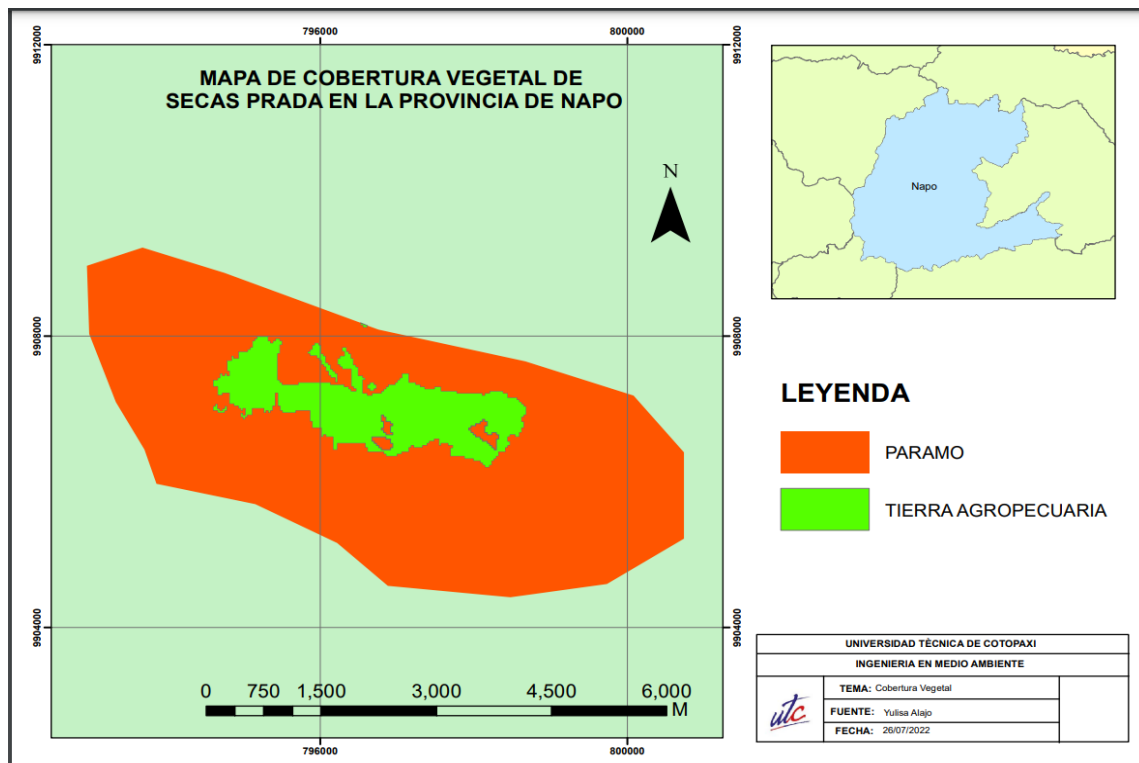 796000
800000
9912000
9912000
MAPA DE COBERTURA VEGETAL DE
SECAS PRADA EN LA PROVINCIA DE NAPO
N
Napo
9908000
9908000
LEYENDA
PARAMO
TIERRA AGROPECUARIA
9904000
9904000
0 750 1,500 3,000 4,500 6,000
M
796000
800000
UNIVERSIDAD TÈCNICA DE COTOPAXI
INGENIERIA EN MEDIO AMBIENTE
utc
TEMA: Cobertura Vegetal
FUENTE: Yulisa Alajo
FECHA: 26/07/2022